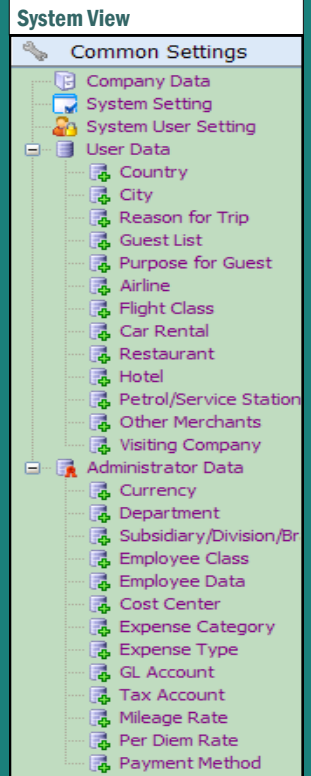 System View
Common Settings
Company Data
System Setting
System User Setting
User Data
Country
City
Reason for Trip
Guest List
Purpose for Guest
Airline
Flight Class
Car Rental
Restaurant
Hotel
Petrol/Service Station
Other Merchants
Visiting Company
Administrator Data
Currency
Department
Subsidiary/Division/Br
Employee Class
Employee Data
Cost Center
Expense Category
Expense Type
GL Account
Tax Account
Mileage Rate
Per Diem Rate
Payment Method